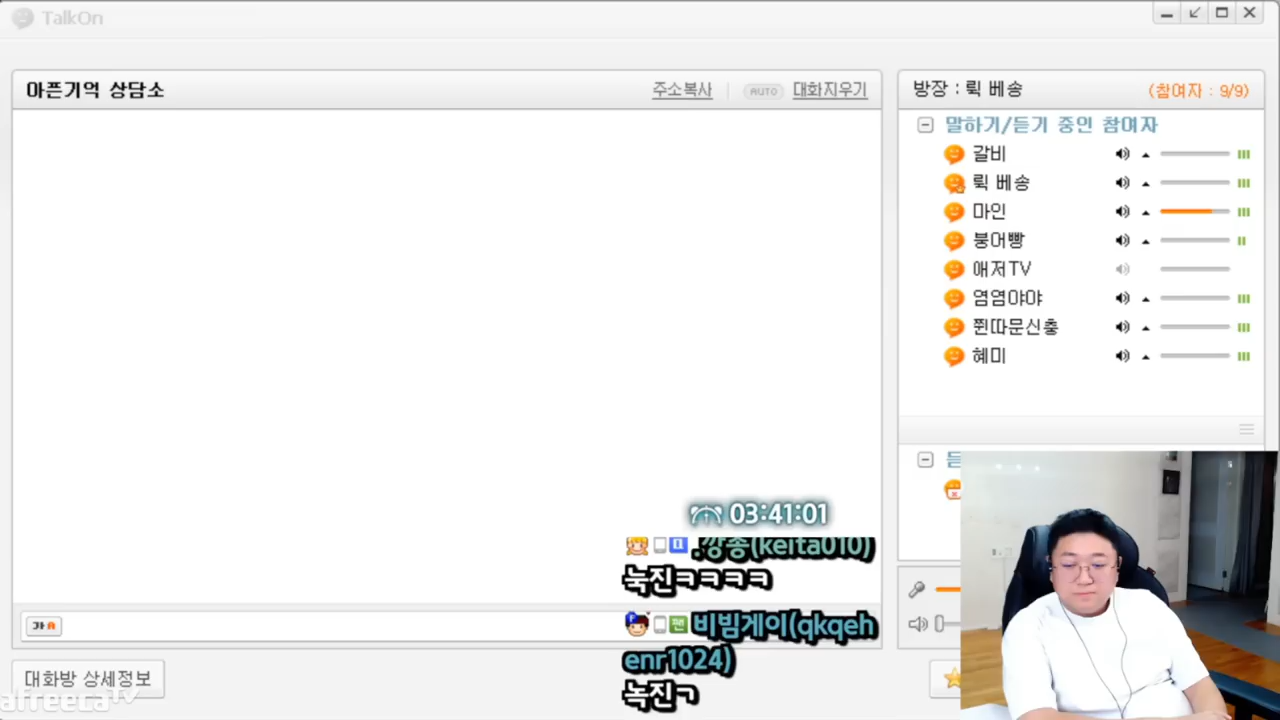 TalkOn
아픈기억 상담소
주소복사
AUTO
대화지우기
방장 : 뤽 베송
(참여자 : 9/9)
말하기/듣기 중인 참여자
갈비
뤽 베송
마인
붕어빵
애저TV
염염야야
쮠따문신충
혜미
03:41:01
.깡송(keita010)
눅진ㅋㅋㅋㅋ
팬 비빔게이(qkqeh
enr1024)
녹진ㄱ
가
대화방 상세정보
afreecaTV